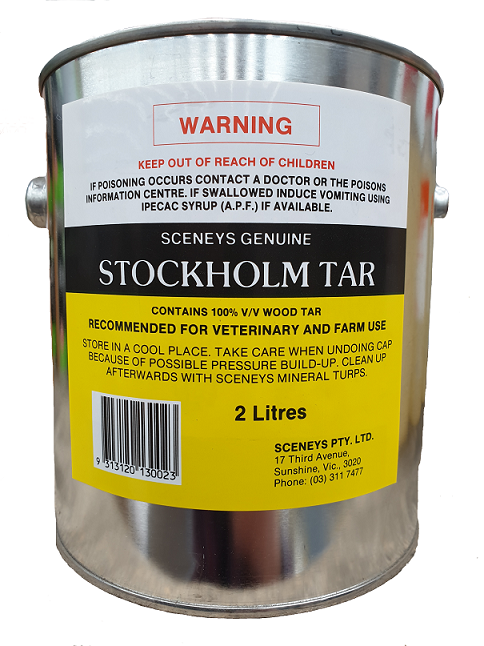 WARNING
KEEP OUT OF REACH OF CHILDREN
IF POISONING OCCURS CONTACT A DOCTOR OR THE POISONS
INFORMATION CENTRE. IF SWALLOWED INDUCE VOMITING USING
IPECAC SYRUP (A.P.F.) IF AVAILABLE.
SCENEYS GENUINE
STOCKHOLM TAR
CONTAINS 100% V/V WOOD TAR
RECOMMENDED FOR VETERINARY AND FARM USE
STORE IN A COOL PLACE. TAKE CARE WHEN UNDOING CAP
BECAUSE OF POSSIBLE PRESSURE BUILD-UP. CLEAN UP
AFTERWARDS WITH SCENEYS MINERAL TURPS.
2 Litres
9 313120 130023
SCENEYS PTY. LTD.
17 Third Avenue,
Sunshine, Vic., 3020
Phone: (03) 311 7477